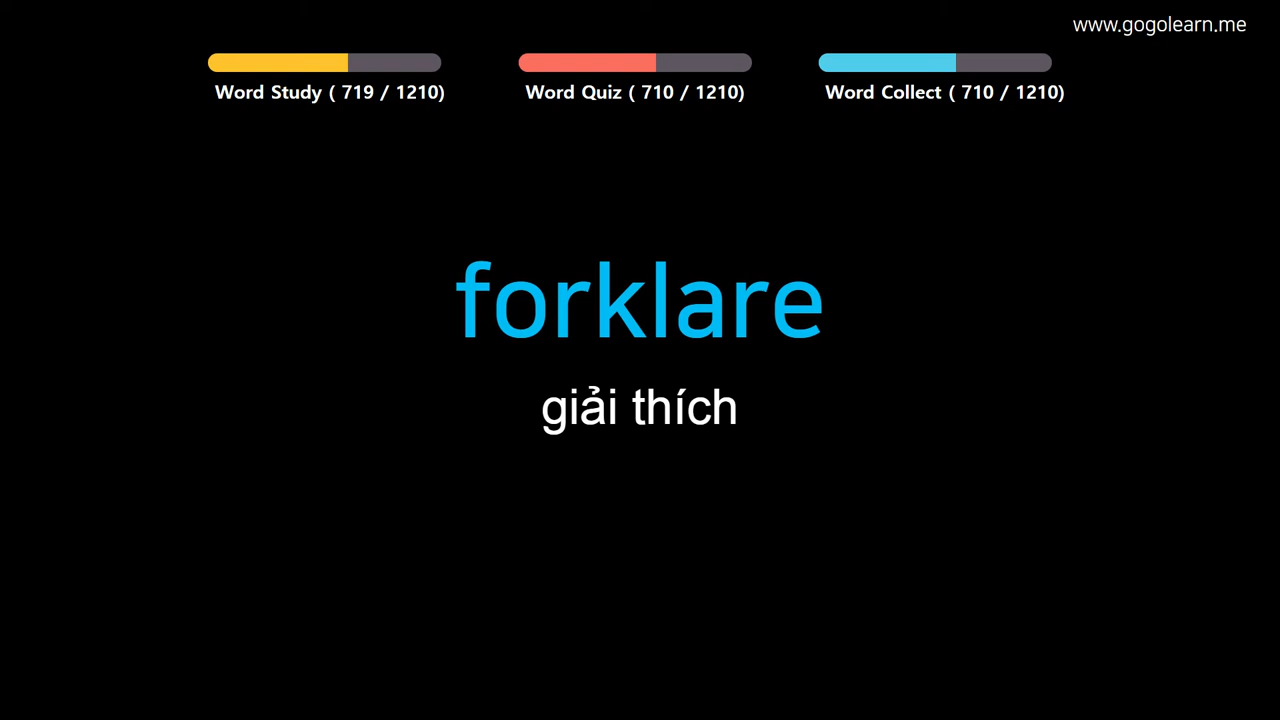 www.gogolearn.me
Word Study ( 719 / 1210)
Word Quiz ( 710 / 1210)
Word Collect ( 710 / 1210)
forklare
giải thích